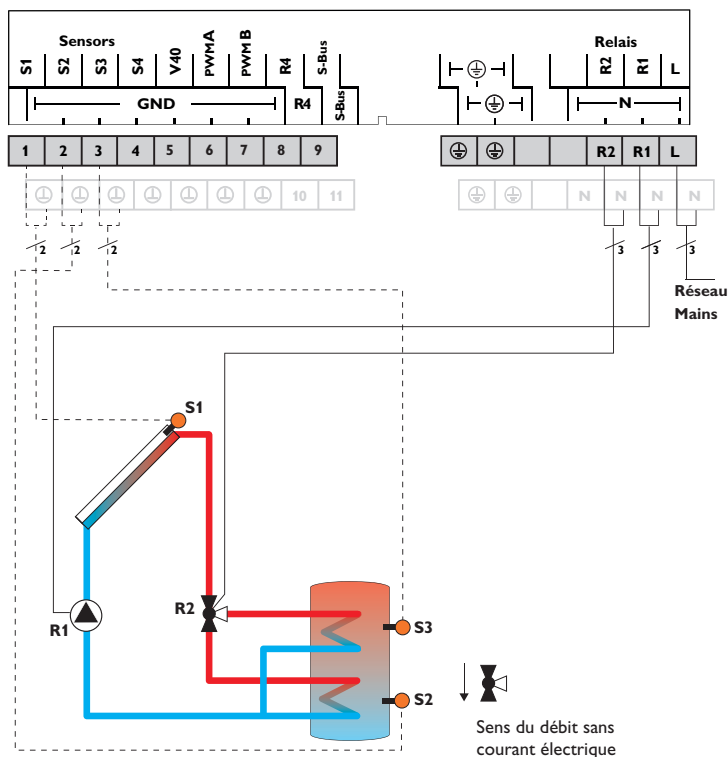 Sensors
Relais
S1 S2 S3 S4 V40 PWM A PWM B R4 S-Bus
R2 R1 L
GND
R4 S-Bus
N
1 2 3 4 5 6 7 8 9
R2 R1 L
10 11
N N N N
2 2 2
3 3 3
Réseau
Mains
S1
R2
R1
S3
S2
Sens du débit sans
courant électrique